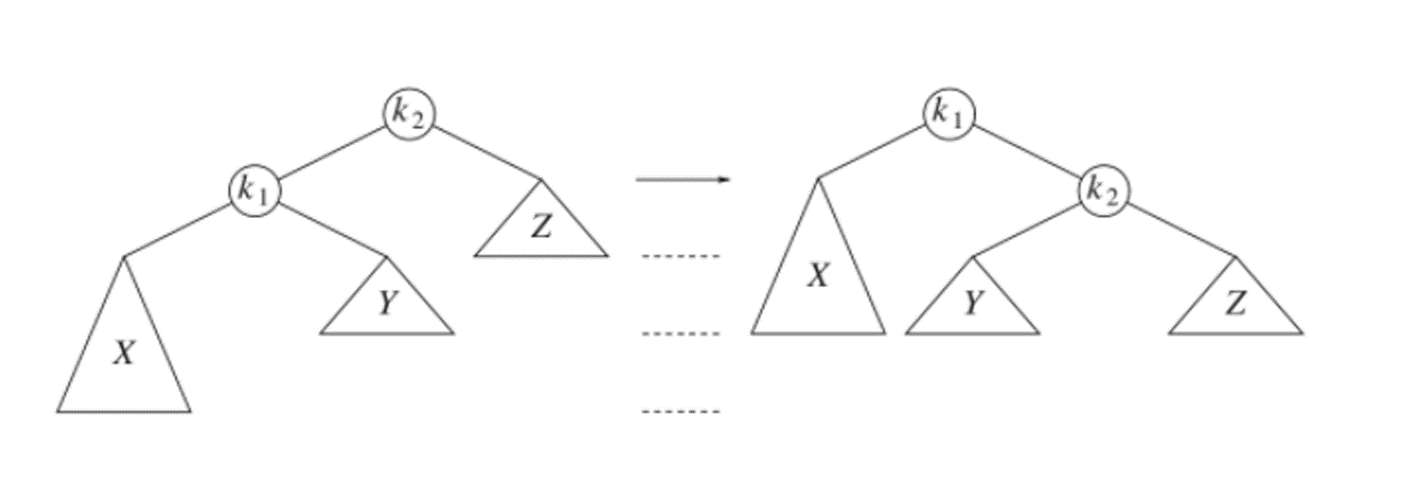 k2 k1
k1 k2
Z
X
Y Y Z
X